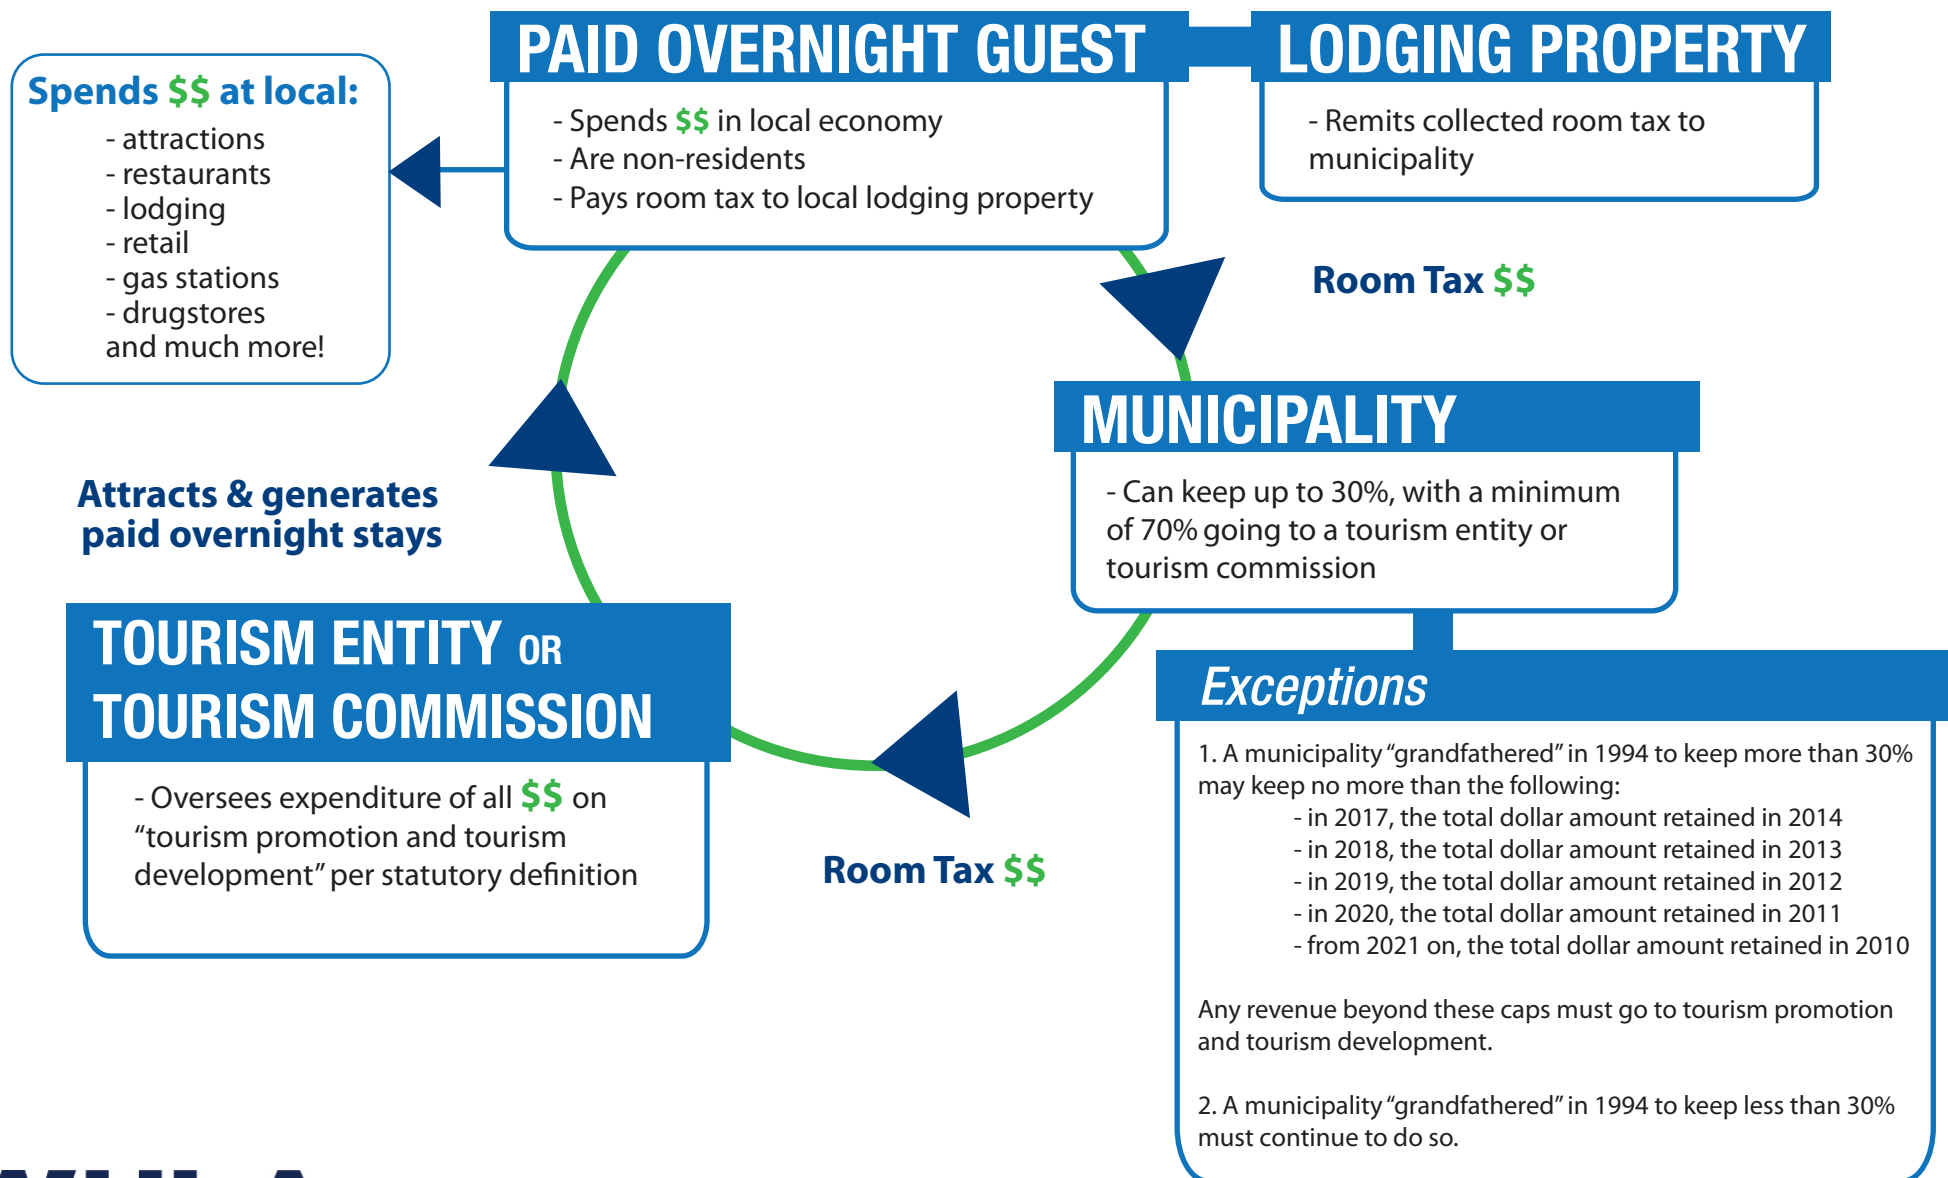 PAID OVERNIGHT GUEST
- Spends $$ in local economy
- Are non-residents
- Pays room tax to local lodging property
LODGING PROPERTY
- Remits collected room tax to
municipality
Spends $$ at local:
- attractions
- restaurants
- lodging
- retail
- gas stations
- drugstores
and much more!
Room Tax $$
MUNICIPALITY
- Can keep up to 30%, with a minimum
of 70% going to a tourism entity or
tourism commission
Attracts & generates
paid overnight stays
TOURISM ENTITY OR
TOURISM COMMISSION
- Oversees expenditure of all $$ on
“tourism promotion and tourism
development” per statutory definition
Room Tax $$
Exceptions
1. A municipality “grandfathered” in 1994 to keep more than 30%
may keep no more than the following:
- in 2017, the total dollar amount retained in 2014
- in 2018, the total dollar amount retained in 2013
- in 2019, the total dollar amount retained in 2012
- in 2020, the total dollar amount retained in 2011
- from 2021 on, the total dollar amount retained in 2010
Any revenue beyond these caps must go to tourism promotion
and tourism development.
2. A municipality “grandfathered” in 1994 to keep less than 30%
must continue to do so.